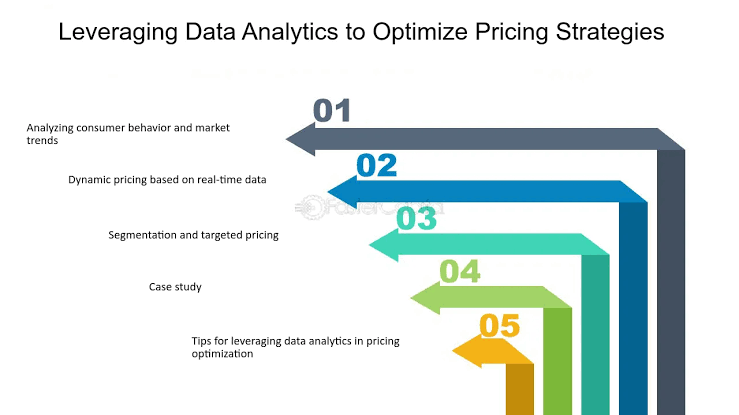 Leveraging Data Analytics to Optimize Pricing Strategies
01
Analyzing consumer behavior and market
trends
02
Dynamic pricing based on real-time data
03
Segmentation and targeted pricing
04
Case study
05
Tips for leveraging data analytics in pricing
optimization